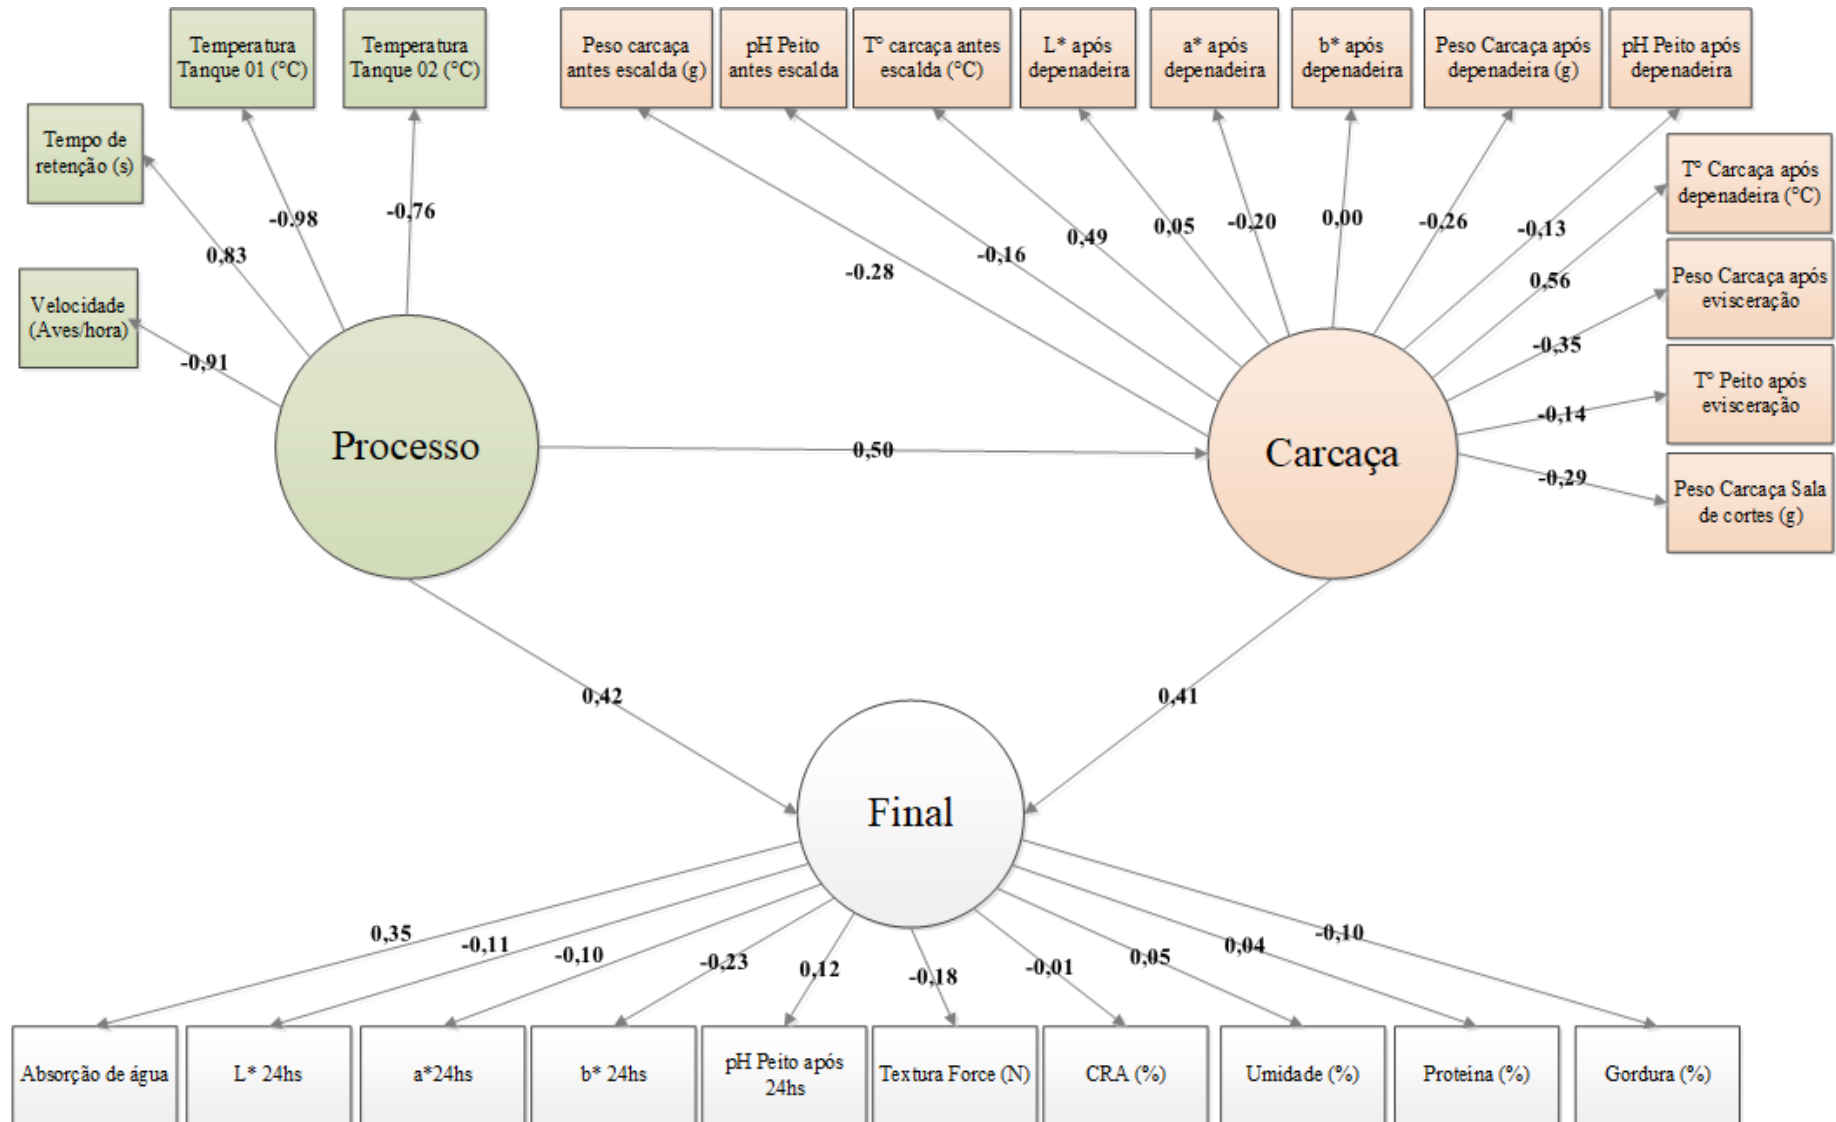 Temperatura
Tanque 01 (°C)
Temperatura
Tanque 02 (°C)
Peso carcaça
antes escalda (g)
pH Peito
antes escalda
T° carcaça antes
escalda (°C)
L* após
depenadeira
a* após
depenadeira
b* após
depenadeira
Peso Carcaça após
depenadeira (g)
pH Peito após
depenadeira
Tempo de
retenção (s)
T° Carcaça após
depenadeira (°C)
-0.98
-0,76
0,83
-0.28
-0,16
0,49
0,05
-0,20
0,00
-0,26
-0,13
0,56
Velocidade
(Aves/hora)
-0,91
Peso Carcaça após
evisceração
-0,35
T° Peito após
evisceração
-0,14
Processo
0,50
Carcaça
-0,29
Peso Carcaça Sala
de cortes (g)
0,42
0,41
Final
0,35
-0,11
-0,10
-0,23
0,12
-0,18
-0,01
0,05
0,04
-0,10
Absorção de água
L* 24hs
a*24hs
b* 24hs
pH Peito após
24hs
Textura Force (N)
CRA (%)
Umidade (%)
Proteina (%)
Gordura (%)